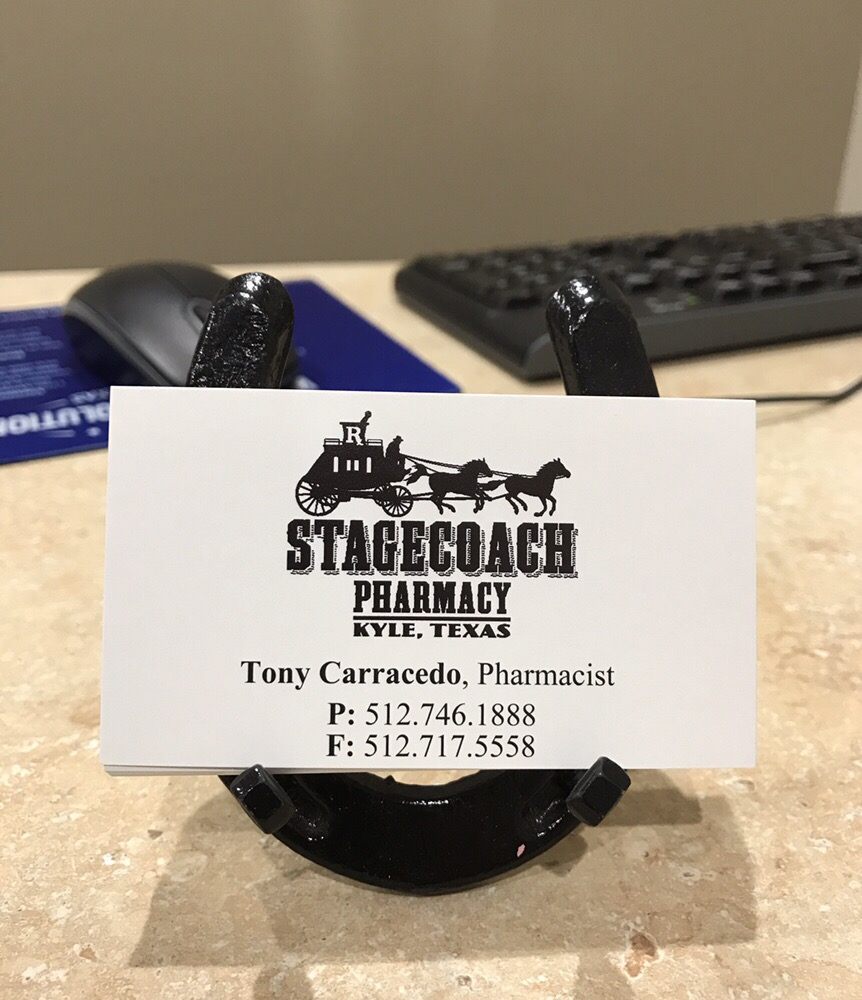 R
STAGECOACH
PHARMACY
KYLE, TEXAS
Tony Carracedo, Pharmacist
P: 512.746.1888
F: 512.717.5558